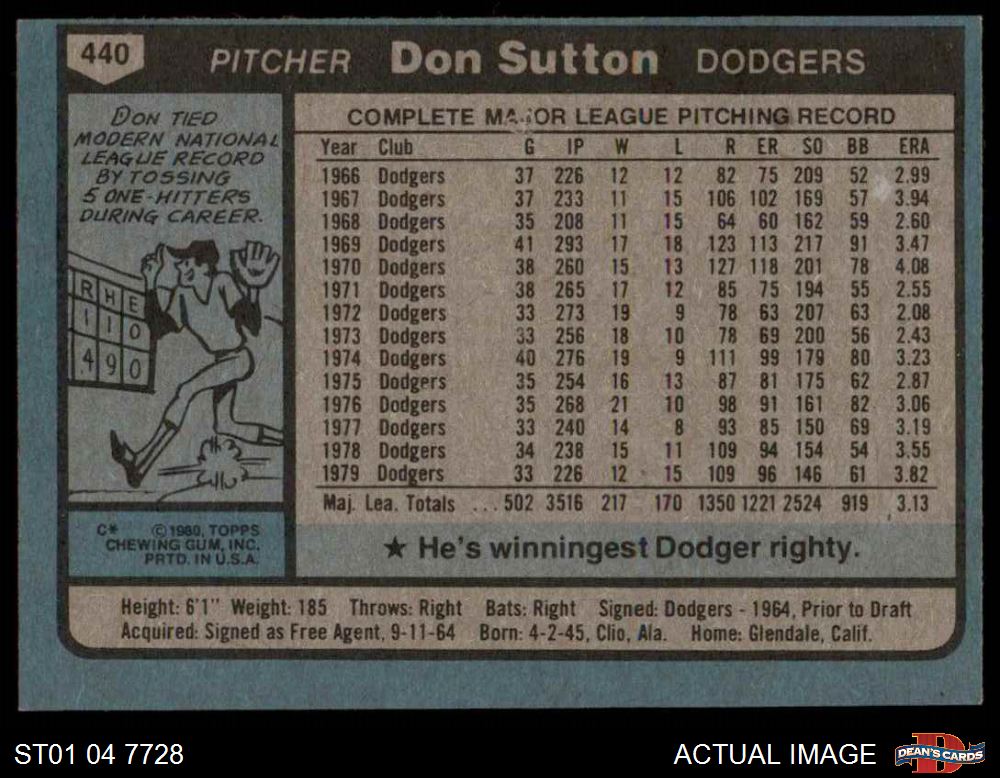 440 PITCHER Don Sutton DODGERS
DON TIED
MODERN NATIONAL
LEAGUE RECORD
BY TOSSING
5 ONE-HITTERS
DURING CAREER.
R H E
1 1 0
4 9 0
C* ©1980, TOPPS
CHEWING GUM, INC.
PRTD. IN U.S.A.
COMPLETE MAJOR LEAGUE PITCHING RECORD
Year Club G IP W L R ER SO BB ERA
1966 Dodgers 37 226 12 12 82 75 209 52 2.99
1967 Dodgers 37 233 11 15 106 102 169 57 3.94
1968 Dodgers 35 208 11 15 64 60 162 59 2.60
1969 Dodgers 41 293 17 18 123 113 217 91 3.47
1970 Dodgers 38 260 15 13 127 118 201 78 4.08
1971 Dodgers 38 265 17 12 85 75 194 55 2.55
1972 Dodgers 33 273 19 9 78 63 207 63 2.08
1973 Dodgers 33 256 18 10 78 69 200 56 2.43
1974 Dodgers 40 276 19 9 111 99 179 80 3.23
1975 Dodgers 35 254 16 13 87 81 175 62 2.87
1976 Dodgers 35 268 21 10 98 91 161 82 3.06
1977 Dodgers 33 240 14 8 93 85 150 69 3.19
1978 Dodgers 34 238 15 11 109 94 154 54 3.55
1979 Dodgers 33 226 12 15 109 96 146 61 3.82
Maj. Lea. Totals ... 502 3516 217 170 1350 1221 2524 919 3.13
★ He's winningest Dodger righty.
Height: 6'1" Weight: 185 Throws: Right Bats: Right Signed: Dodgers - 1964, Prior to Draft
Acquired: Signed as Free Agent, 9-11-64 Born: 4-2-45, Clio, Ala. Home: Glendale, Calif.
ST01 04 7728 ACTUAL IMAGE D DEAN'S CARDS